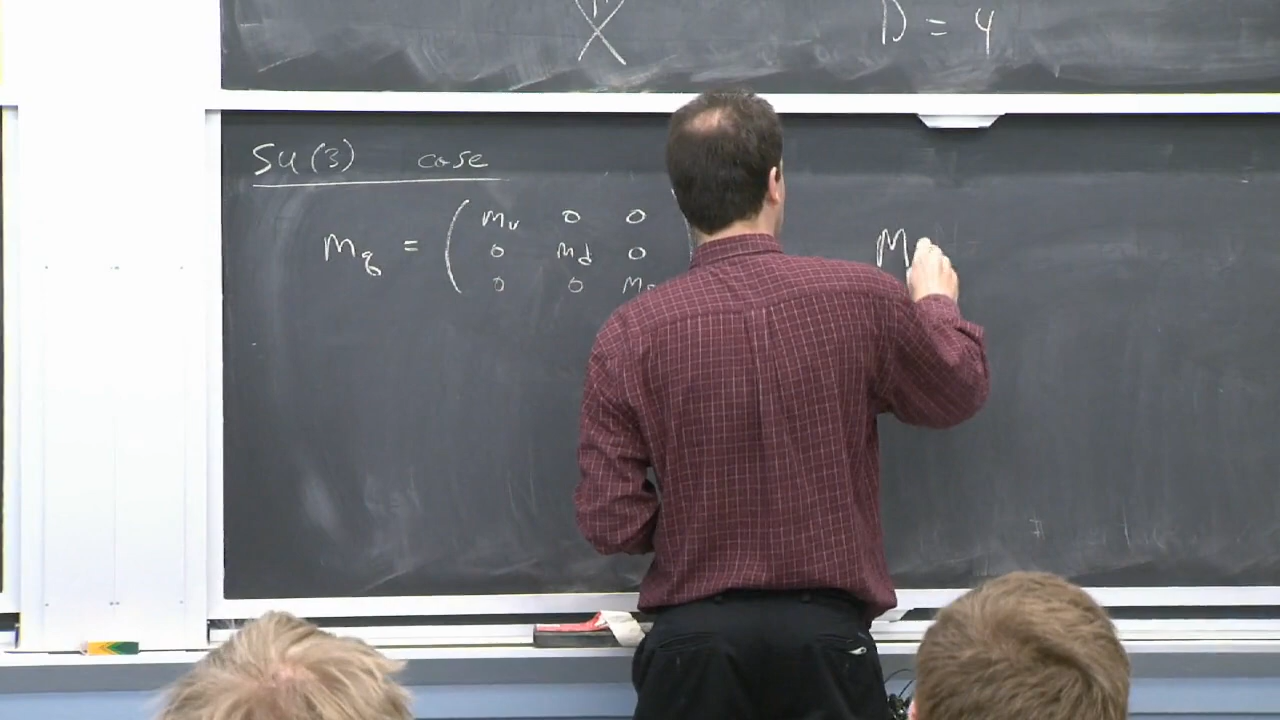 D = 4
SU(3) case
m_q = ( m_u 0 0
0 m_d 0
0 0 m_s
M